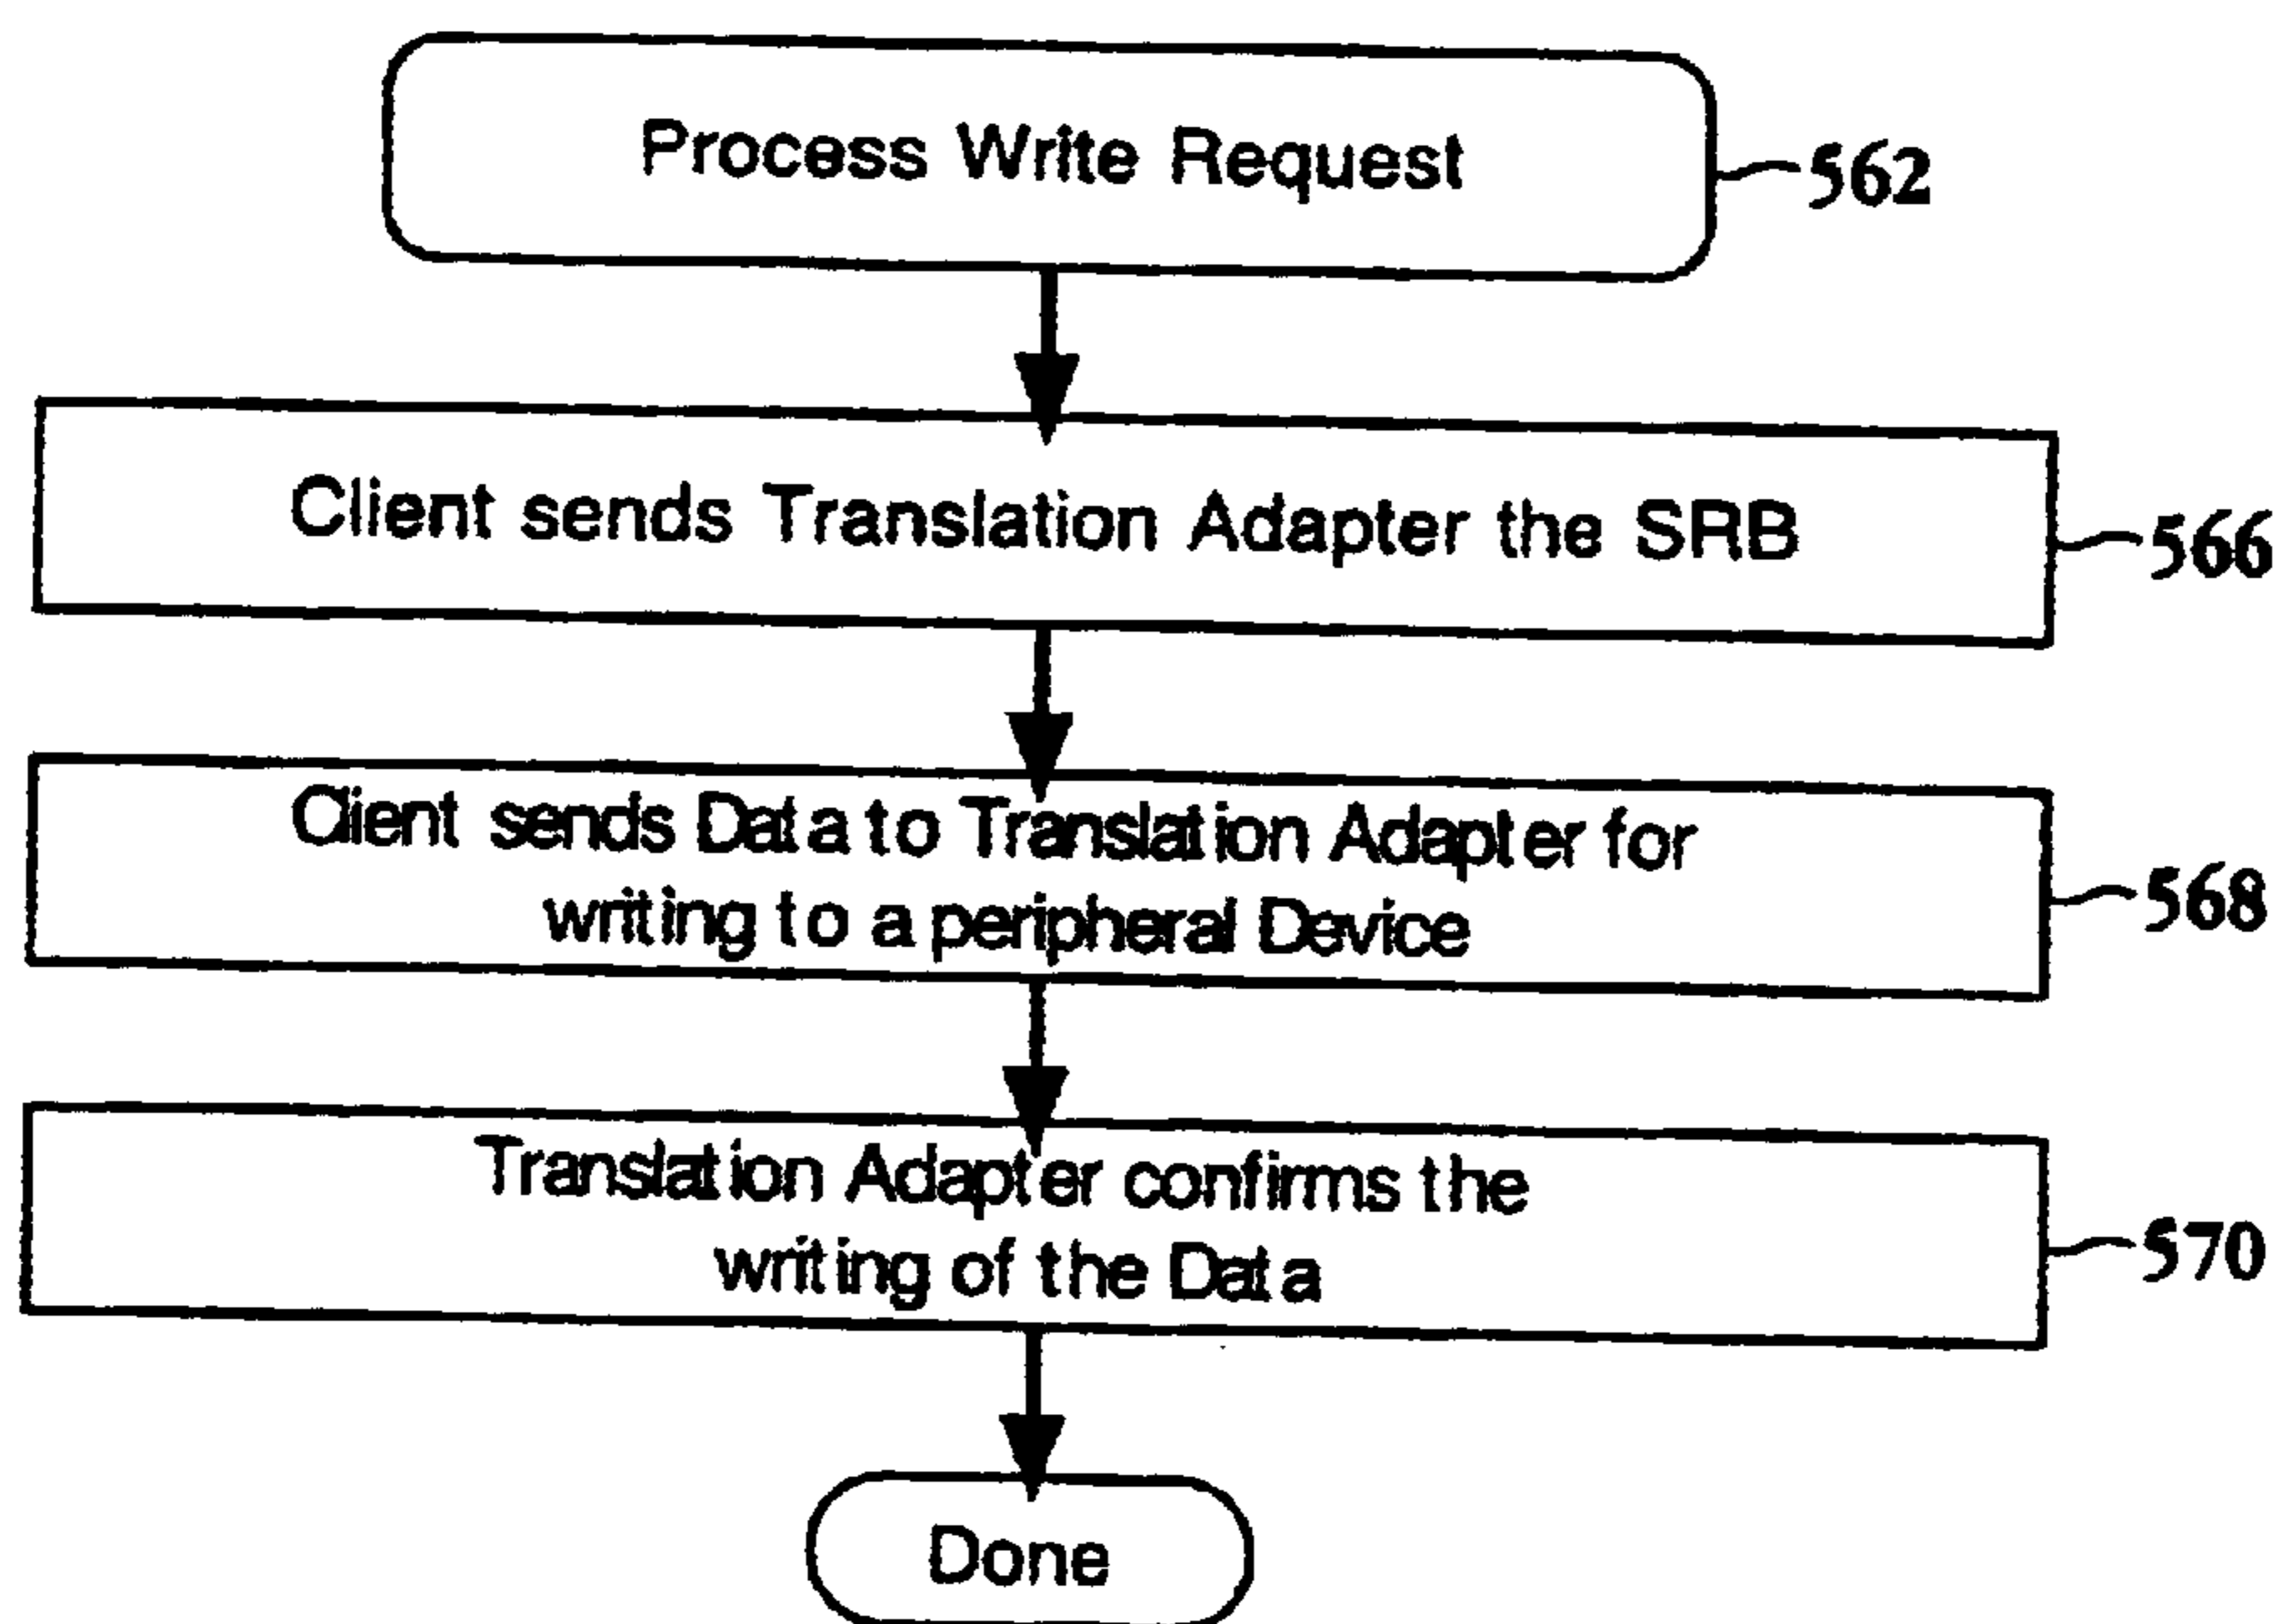 Process Write Request
562
Client sends Translation Adapter the SRB
566
Client sends Data to Translation Adapter for
writing to a peripheral Device
568
Translation Adapter confirms the
writing of the Data
570
Done